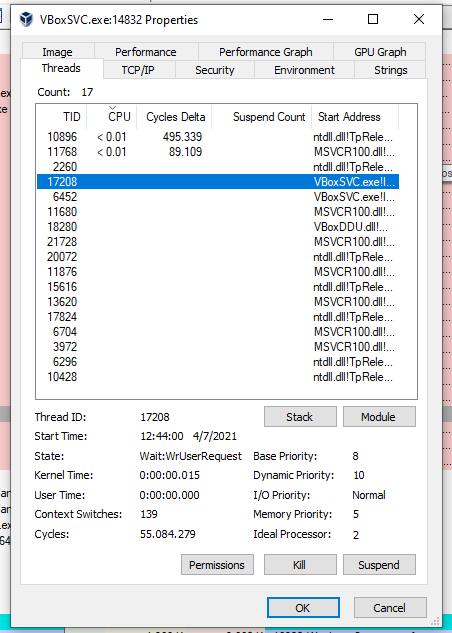 VBoxSVC.exe:14832 Properties
Image Performance Performance Graph GPU Graph
Threads TCP/IP Security Environment Strings
Count: 17
TID CPU Cycles Delta Suspend Count Start Address
10896 < 0.01 495.339 ntdll.dll!TpRele...
11768 < 0.01 89.109 MSVCR100.dll!...
2260 ntdll.dll!TpRele...
17208 VBoxSVC.exe!I...
6452 VBoxSVC.exe!I...
11680 MSVCR100.dll!...
18280 VBoxDDU.dll!...
21728 MSVCR100.dll!...
20072 ntdll.dll!TpRele...
11876 MSVCR100.dll!...
15616 ntdll.dll!TpRele...
13620 MSVCR100.dll!...
17824 ntdll.dll!TpRele...
6704 MSVCR100.dll!...
3972 MSVCR100.dll!...
6296 ntdll.dll!TpRele...
10428 ntdll.dll!TpRele...
Thread ID: 17208 Stack Module
Start Time: 12:44:00 4/7/2021
State: Wait:WrUserRequest Base Priority: 8
Kernel Time: 0:00:00.015 Dynamic Priority: 10
User Time: 0:00:00.000 I/O Priority: Normal
Context Switches: 139 Memory Priority: 5
Cycles: 55.084.279 Ideal Processor: 2
Permissions Kill Suspend
OK Cancel